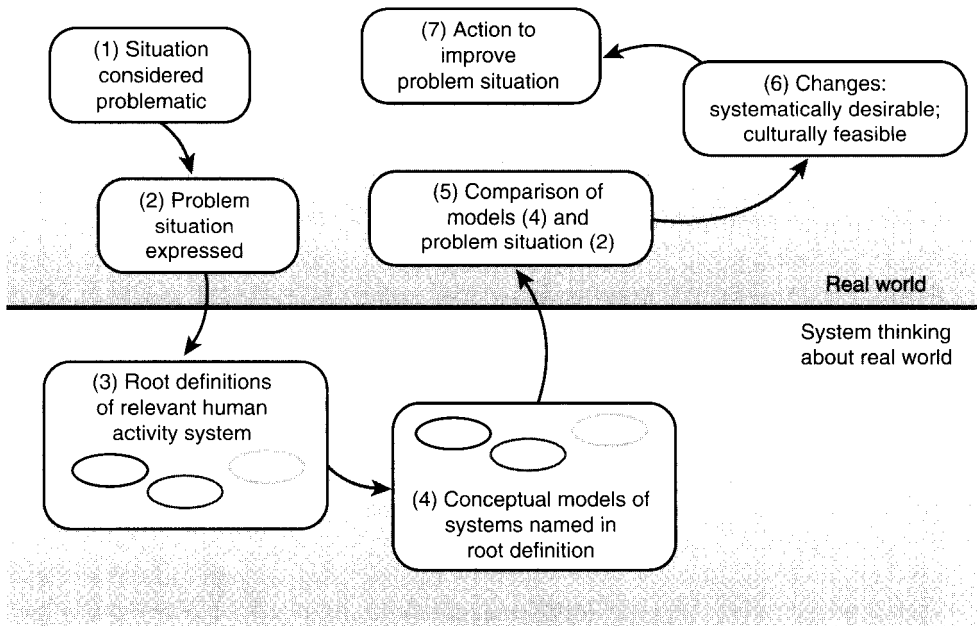 (1) Situation
considered
problematic
(2) Problem
situation
expressed
(3) Root definitions
of relevant human
activity system
(4) Conceptual models of
systems named in
root definition
(5) Comparison of
models (4) and
problem situation (2)
(6) Changes:
systematically desirable;
culturally feasible
(7) Action to
improve
problem situation
Real world
System thinking
about real world